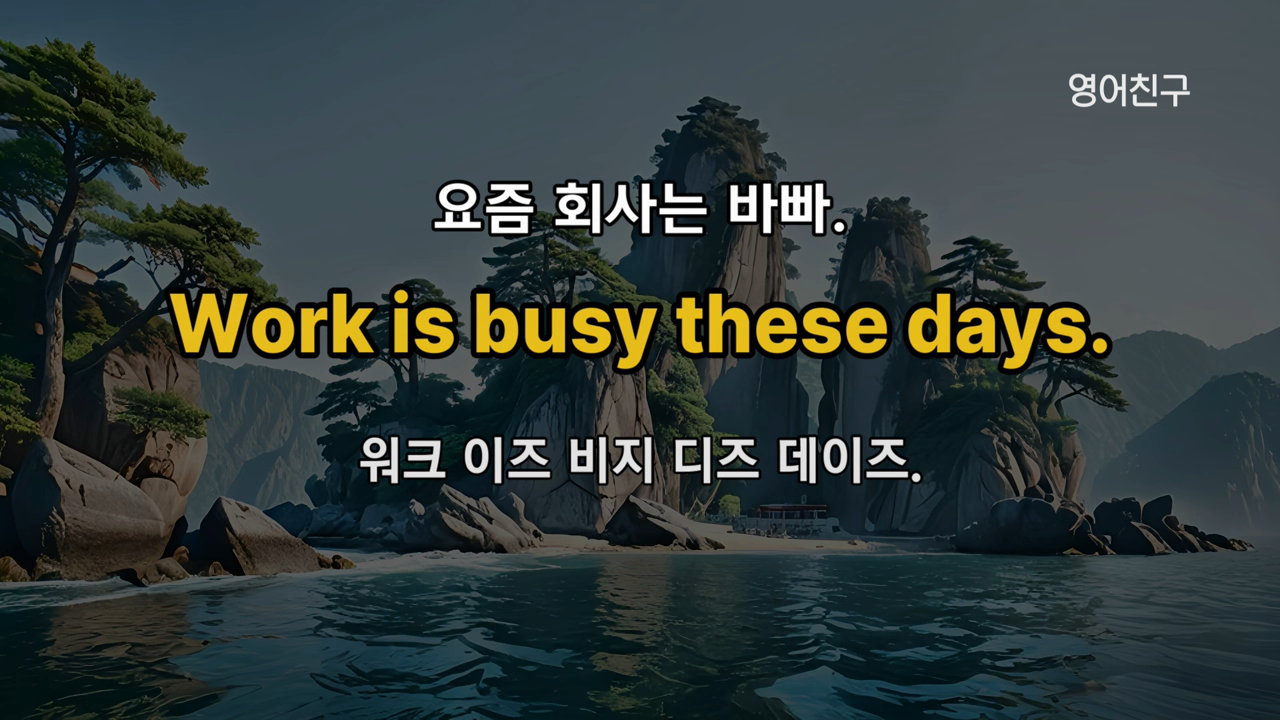 영어친구
요즘 회사는 바빠.
Work is busy these days.
워크 이즈 비지 디즈 데이즈.